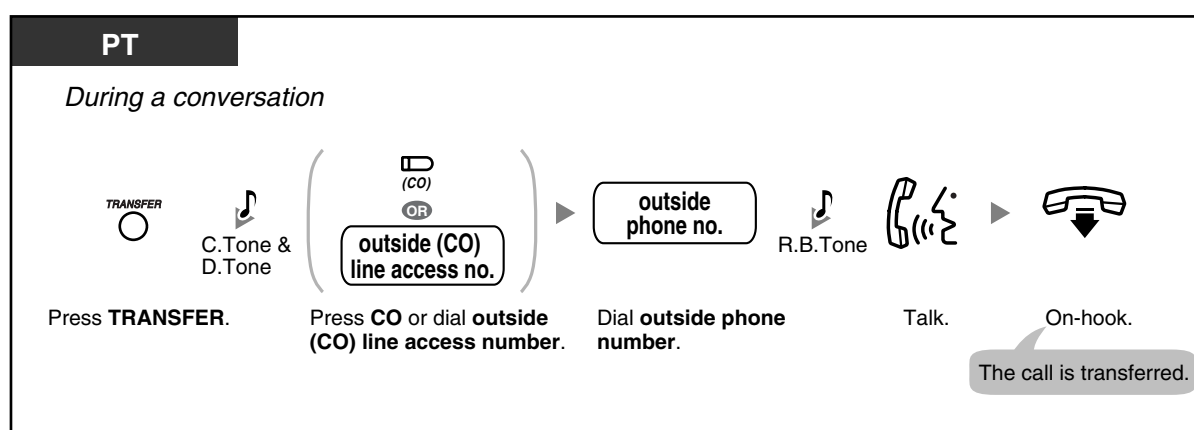 PT
During a conversation
TRANSFER
C.Tone &
D.Tone
(CO)
OR
outside (CO)
line access no.
outside
phone no.
R.B.Tone
Press TRANSFER.
Press CO or dial outside
(CO) line access number.
Dial outside phone
number.
Talk.
On-hook.
The call is transferred.